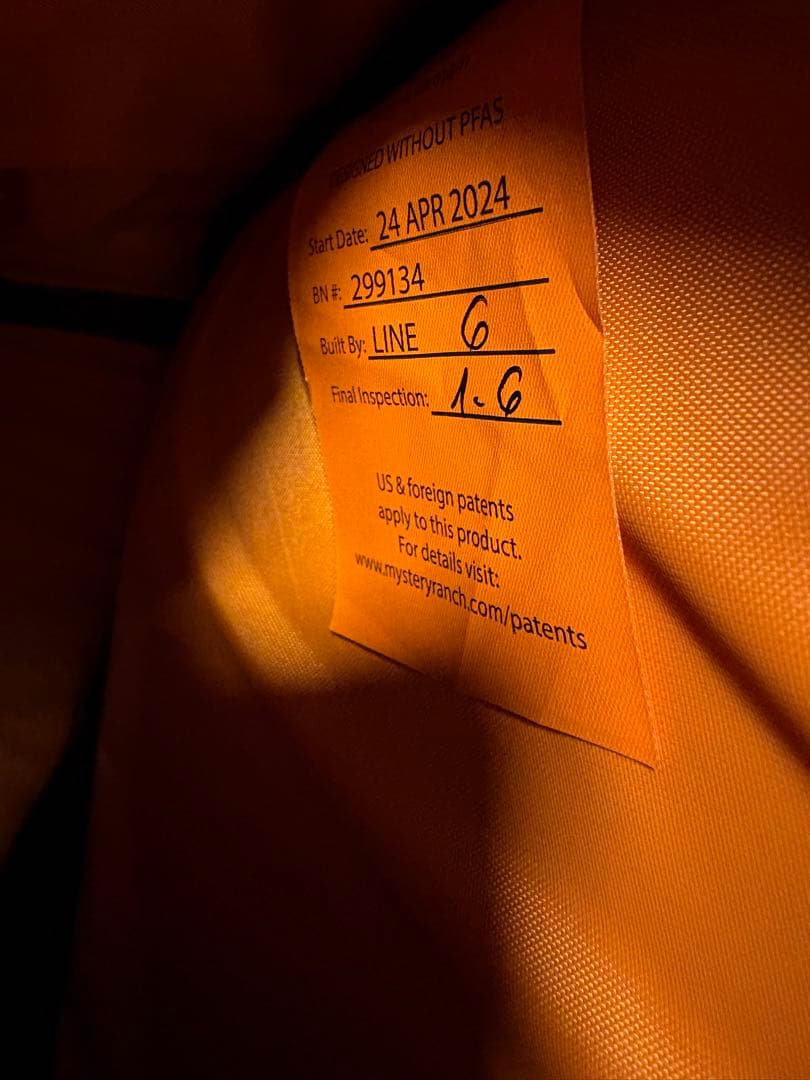 DESIGNED WITHOUT PFAS
Start Date: 24 APR 2024
BN #: 299134
Built By: LINE 6
Final Inspection: 1.6
US & foreign patents
apply to this product.
For details visit:
www.mysteryranch.com/patents